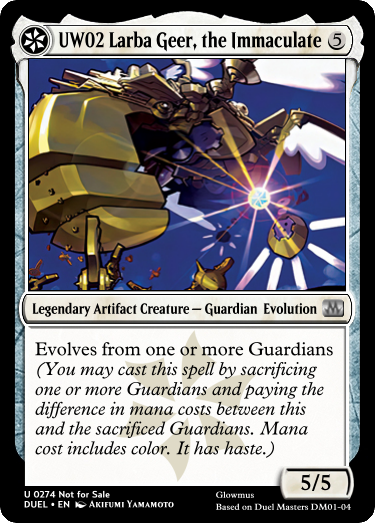 UW02 Larba Geer, the Immaculate 5
Legendary Artifact Creature — Guardian Evolution
Evolves from one or more Guardians
(You may cast this spell by sacrificing
one or more Guardians and paying the
difference in mana costs between this
and the sacrificed Guardians. Mana
cost includes color. It has haste.)
5/5
U 0274 Not for Sale
DUEL • EN Akifumi Yamamoto
Glowmus
Based on Duel Masters DM01-04